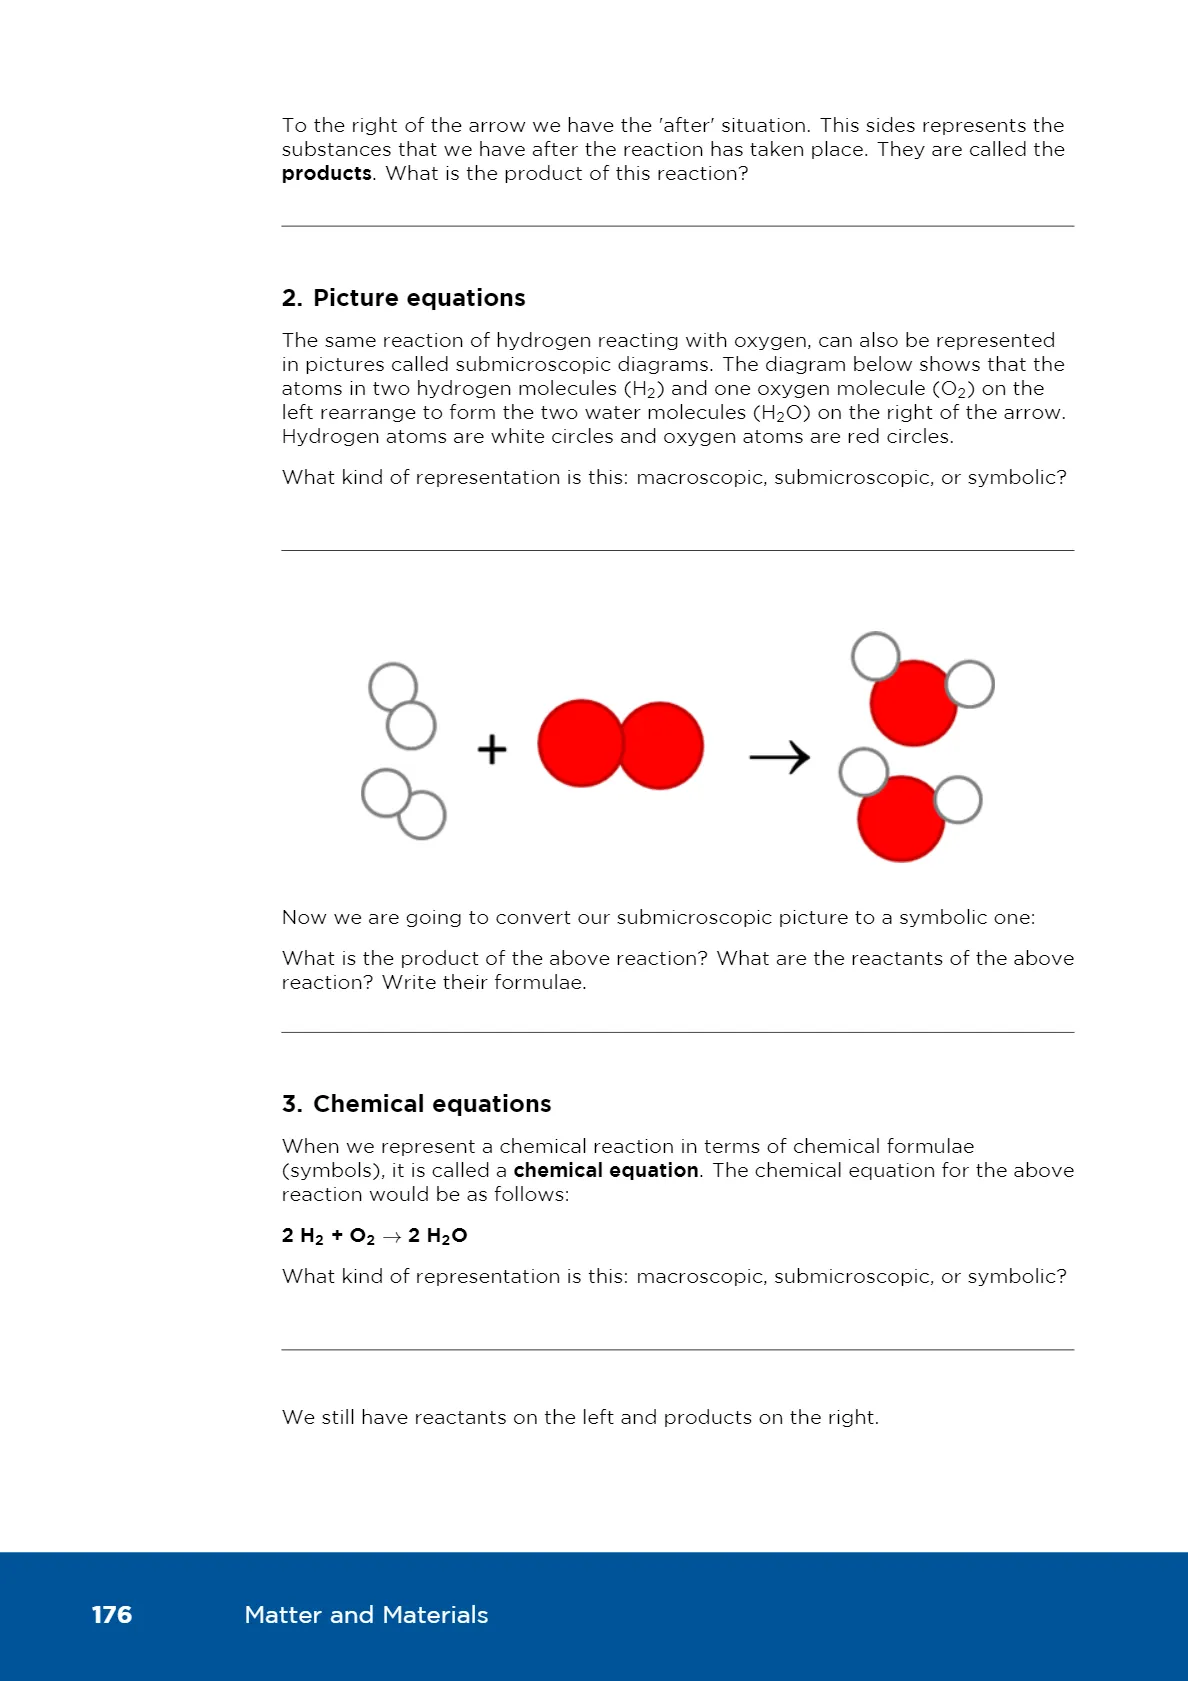 To the right of the arrow we have the 'after' situation. This sides represents the
substances that we have after the reaction has taken place. They are called the
products. What is the product of this reaction?
2. Picture equations
The same reaction of hydrogen reacting with oxygen, can also be represented
in pictures called submicroscopic diagrams. The diagram below shows that the
atoms in two hydrogen molecules (H₂) and one oxygen molecule (O₂) on the
left rearrange to form the two water molecules (H₂O) on the right of the arrow.
Hydrogen atoms are white circles and oxygen atoms are red circles.
What kind of representation is this: macroscopic, submicroscopic, or symbolic?
+ →
Now we are going to convert our submicroscopic picture to a symbolic one:
What is the product of the above reaction? What are the reactants of the above
reaction? Write their formulae.
3. Chemical equations
When we represent a chemical reaction in terms of chemical formulae
(symbols), it is called a chemical equation. The chemical equation for the above
reaction would be as follows:
2 H₂ + O₂ → 2 H₂O
What kind of representation is this: macroscopic, submicroscopic, or symbolic?
We still have reactants on the left and products on the right.
176 Matter and Materials